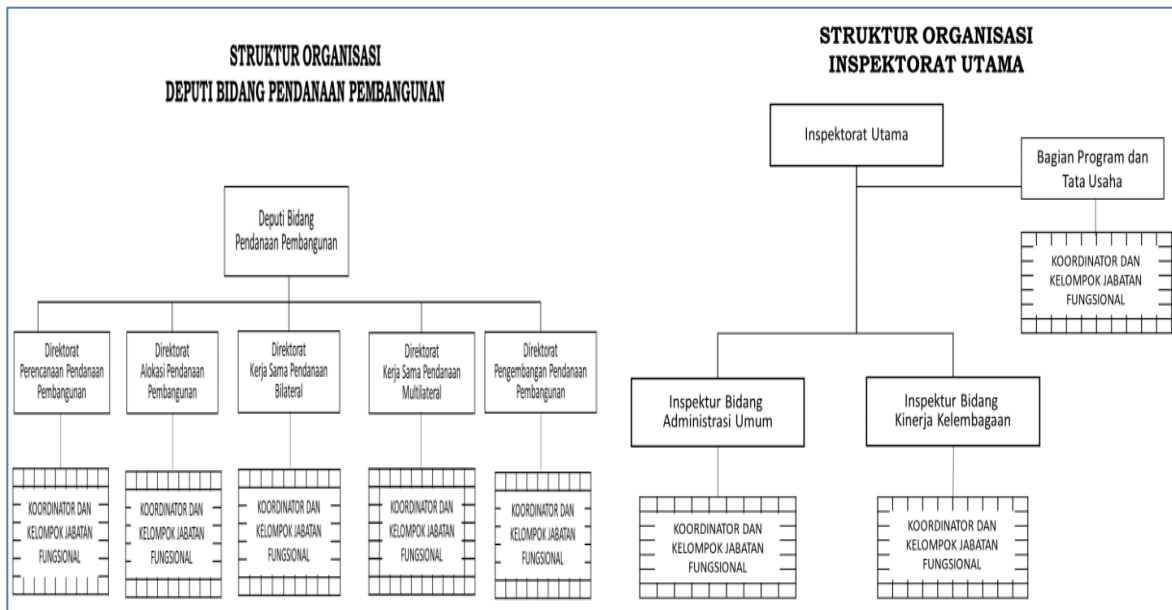 STRUKTUR ORGANISASI
DEPUTI BIDANG PENDANAAN PEMBANGUNAN
Deputi Bidang
Pendanaan Pembangunan
Direktorat
Perencanaan Pendanaan
Pembangunan
Direktorat
Alokasi Pendanaan
Pembangunan
Direktorat
Kerja Sama Pendanaan
Bilateral
Direktorat
Kerja Sama Pendanaan
Multilateral
Direktorat
Pengembangan Pendanaan
Pembangunan
KOORDINATOR DAN
KELOMPOK JABATAN
FUNGSIONAL
KOORDINATOR DAN
KELOMPOK JABATAN
FUNGSIONAL
KOORDINATOR DAN
KELOMPOK JABATAN
FUNGSIONAL
KOORDINATOR DAN
KELOMPOK JABATAN
FUNGSIONAL
KOORDINATOR DAN
KELOMPOK JABATAN
FUNGSIONAL
STRUKTUR ORGANISASI
INSPEKTORAT UTAMA
Inspektorat Utama
Bagian Program dan
Tata Usaha
KOORDINATOR DAN
KELOMPOK JABATAN
FUNGSIONAL
Inspektur Bidang
Administrasi Umum
Inspektur Bidang
Kinerja Kelembagaan
KOORDINATOR DAN
KELOMPOK JABATAN
FUNGSIONAL
KOORDINATOR DAN
KELOMPOK JABATAN
FUNGSIONAL